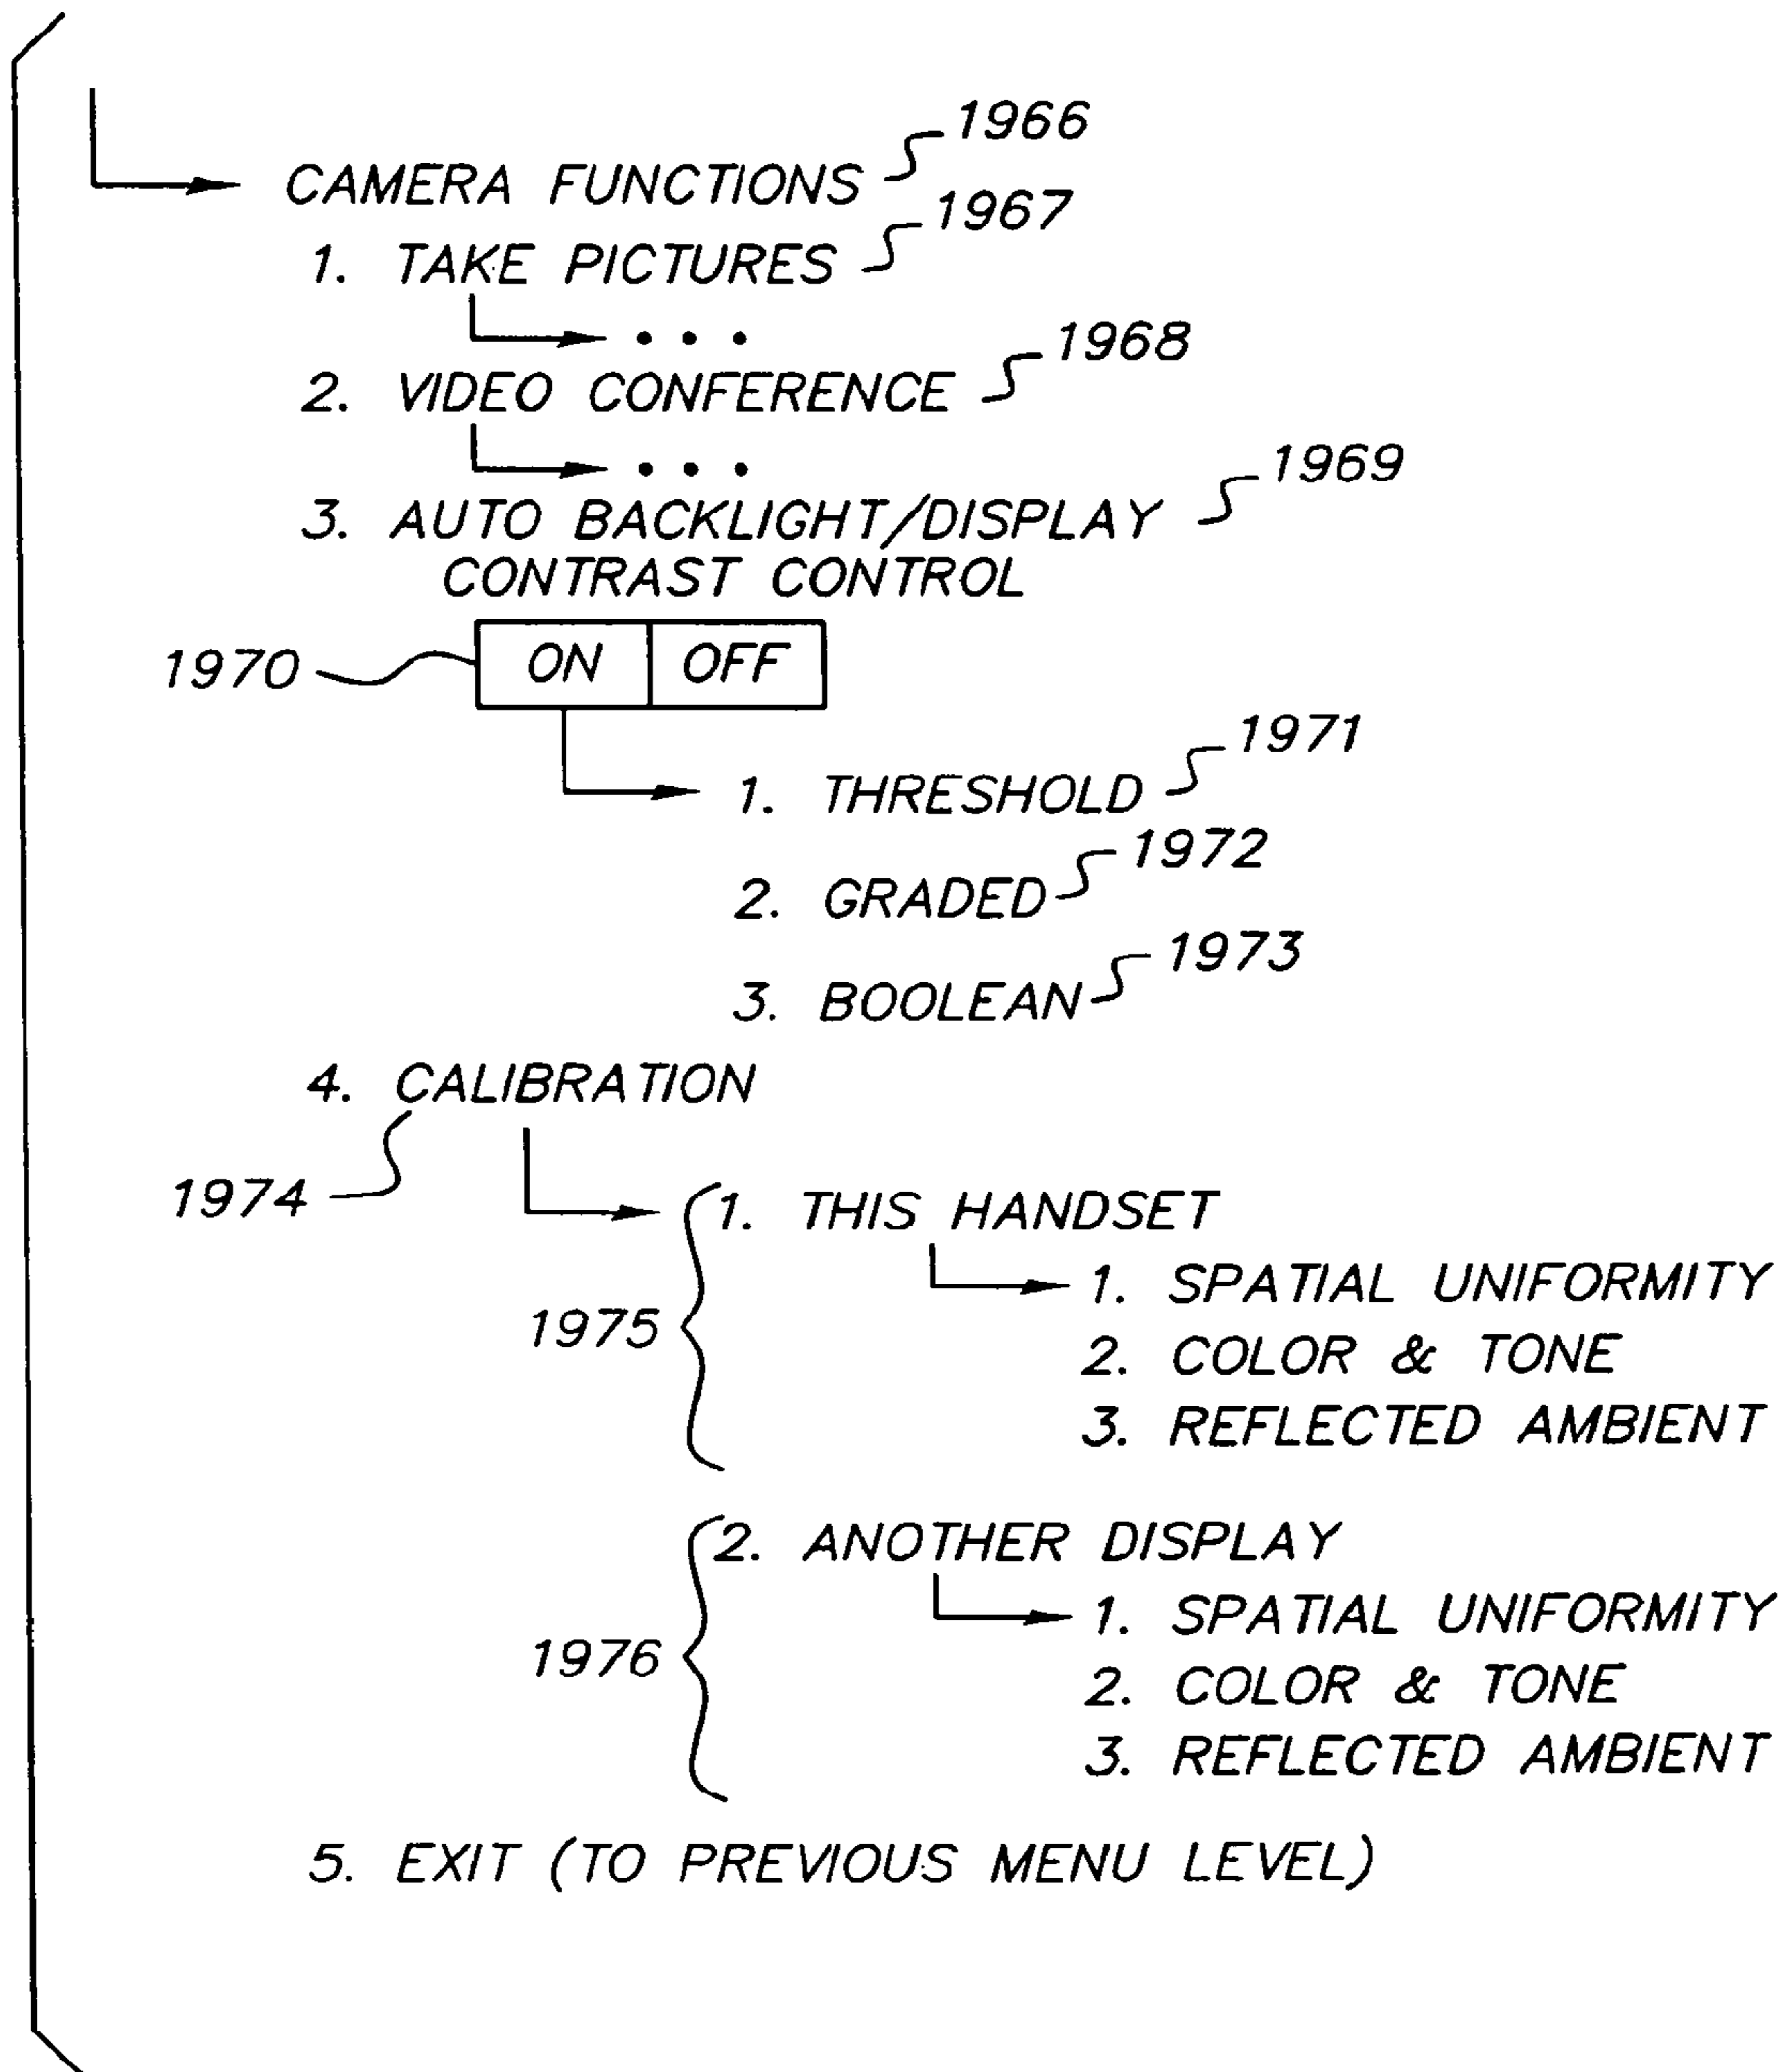 1966
CAMERA FUNCTIONS
1967
1. TAKE PICTURES
• • •
1968
2. VIDEO CONFERENCE
• • •
1969
3. AUTO BACKLIGHT/DISPLAY
CONTRAST CONTROL
1970 ON OFF
1971
1. THRESHOLD
1972
2. GRADED
1973
3. BOOLEAN
4. CALIBRATION
1974
1. THIS HANDSET
1. SPATIAL UNIFORMITY
1975
2. COLOR & TONE
3. REFLECTED AMBIENT
2. ANOTHER DISPLAY
1. SPATIAL UNIFORMITY
1976
2. COLOR & TONE
3. REFLECTED AMBIENT
5. EXIT (TO PREVIOUS MENU LEVEL)